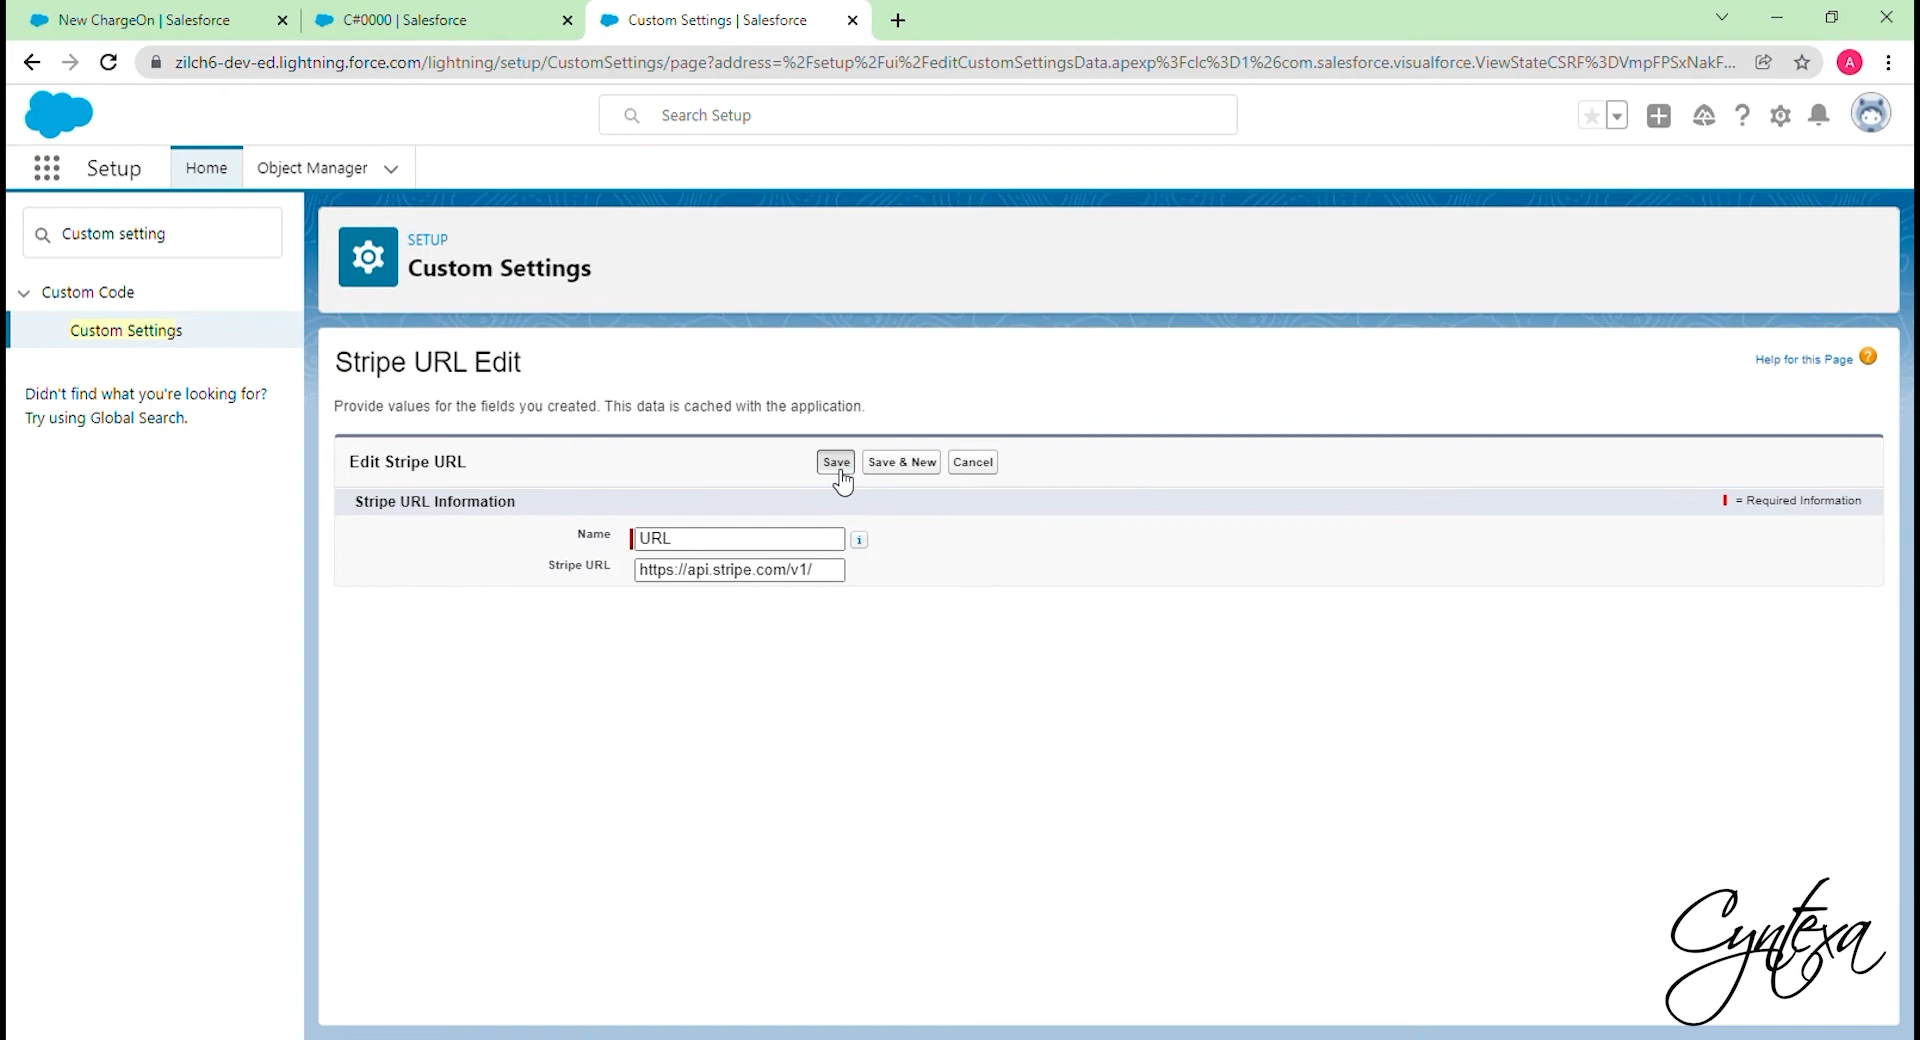 New ChargeOn | Salesforce
C#0000 | Salesforce
Custom Settings | Salesforce
zilch6-dev-ed.lightning.force.com/lightning/setup/CustomSettings/page?address=%2Fsetup%2Fui%2FeditCustomSettingsData.apexp%3Fclc%3D1%26com.salesforce.visualforce.ViewStateCSRF%3DVmpFPSxNakF...
A
Search Setup
Setup
Home
Object Manager
Custom setting
SETUP
Custom Settings
Custom Code
Custom Settings
Didn't find what you're looking for?
Try using Global Search.
Stripe URL Edit
Help for this Page ?
Provide values for the fields you created. This data is cached with the application.
Edit Stripe URL
Save
Save & New
Cancel
Stripe URL Information
= Required Information
Name
URL
i
Stripe URL
https://api.stripe.com/v1/
Cyntexa